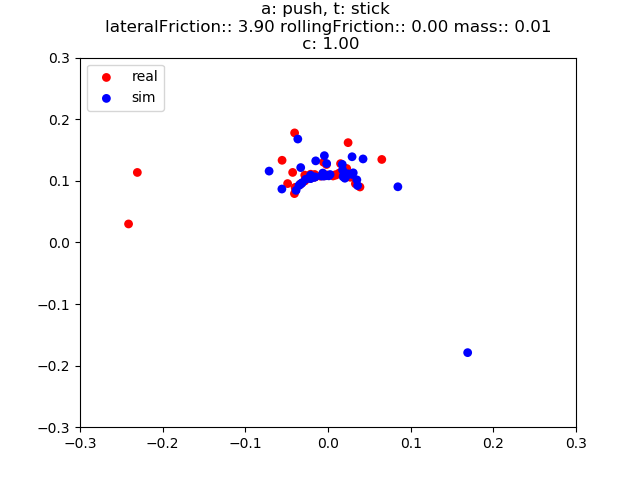 a: push, t: stick
lateralFriction:: 3.90 rollingFriction:: 0.00 mass:: 0.01
c: 1.00
real
sim
0.3
0.2
0.1
0.0
−0.1
−0.2
−0.3
−0.3
−0.2
−0.1
0.0
0.1
0.2
0.3